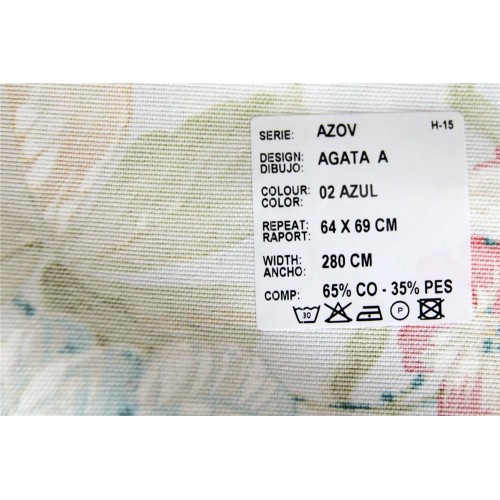 H-15
SERIE: AZOV
DESIGN:
DIBUJO: AGATA A
COLOUR:
COLOR: 02 AZUL
REPEAT:
RAPORT: 64 X 69 CM
WIDTH:
ANCHO: 280 CM
COMP: 65% CO - 35% PES
30 P